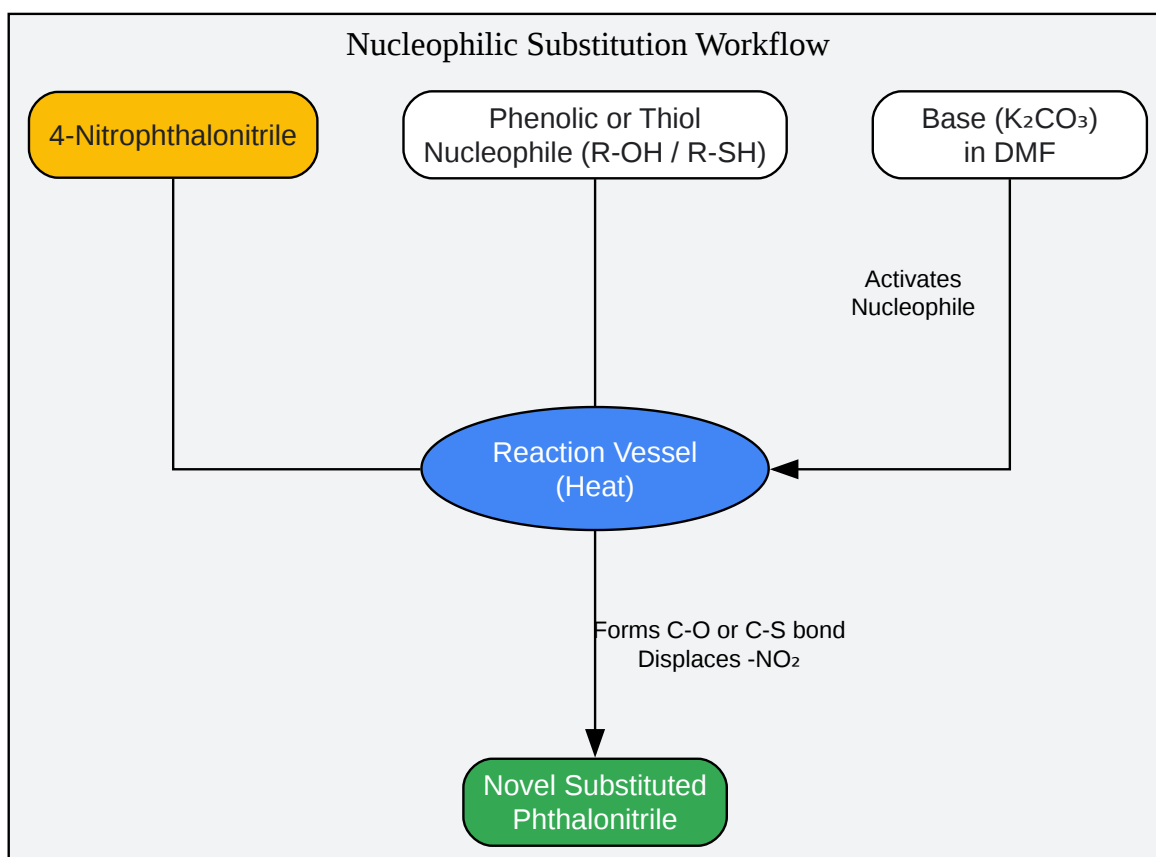 Nucleophilic Substitution Workflow
4-Nitrophthalonitrile
Phenolic or Thiol
Nucleophile (R-OH / R-SH)
Base (K₂CO₃)
in DMF
Activates
Nucleophile
Reaction Vessel
(Heat)
Forms C-O or C-S bond
Displaces -NO₂
Novel Substituted
Phthalonitrile